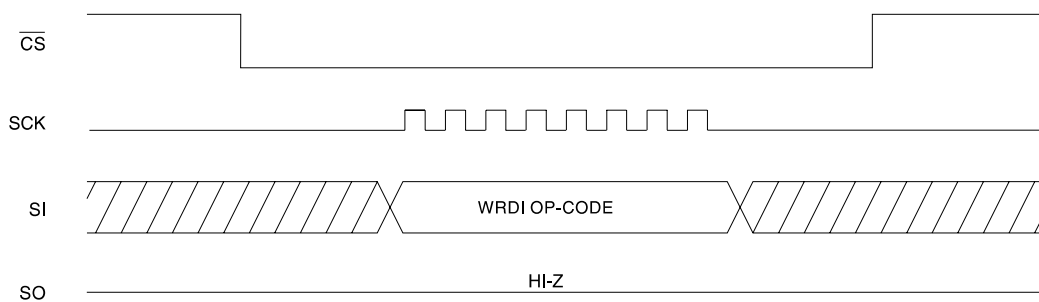 CS
SCK
SI
WRDI OP-CODE
HI-Z
SO